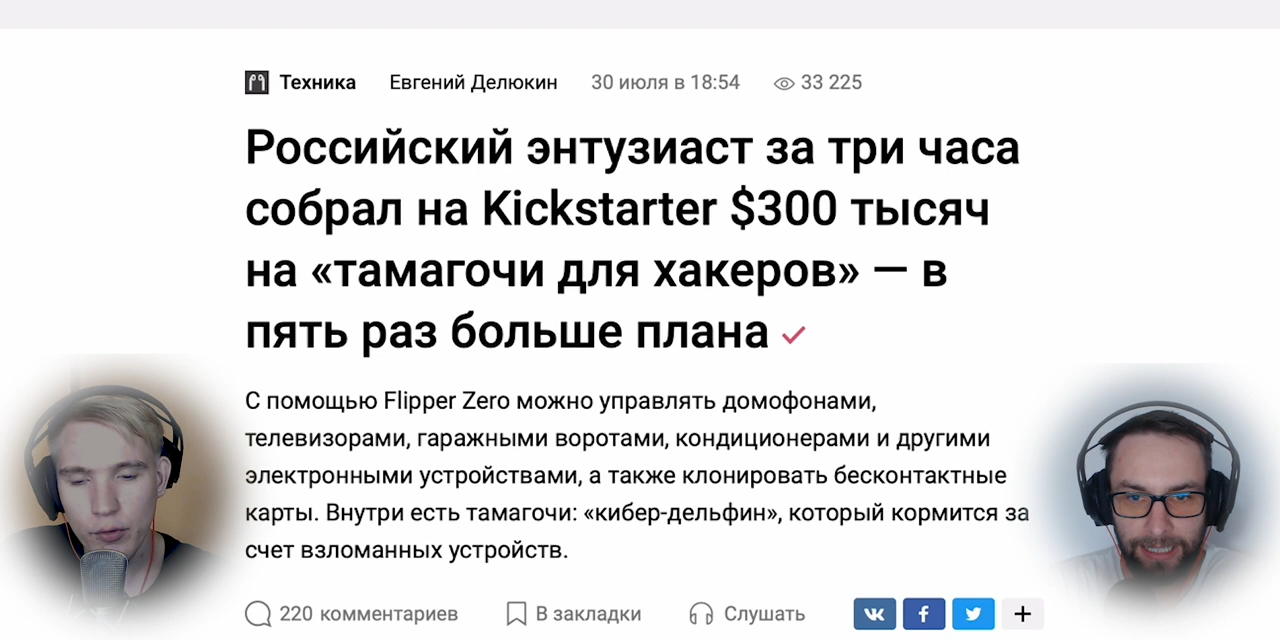 Техника Евгений Делюкин 30 июля в 18:54 33 225
Российский энтузиаст за три часа
собрал на Kickstarter $300 тысяч
на «тамагочи для хакеров» — в
пять раз больше плана
С помощью Flipper Zero можно управлять домофонами,
телевизорами, гаражными воротами, кондиционерами и другими
электронными устройствами, а также клонировать бесконтактные
карты. Внутри есть тамагочи: «кибер-дельфин», который кормится за
счет взломанных устройств.
220 комментариев В закладки Слушать